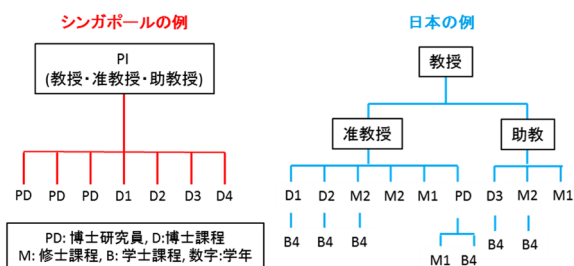 シンガポールの例
PI
(教授・准教授・助教授)
PD PD PD D1 D2 D3 D4
PD: 博士研究員, D:博士課程
M: 修士課程, B: 学士課程, 数字:学年
日本の例
教授
准教授 助教
D1 D2 M2 M2 M1 PD D3 M2 M1
B4 B4 B4 B4 B4
M1 B4